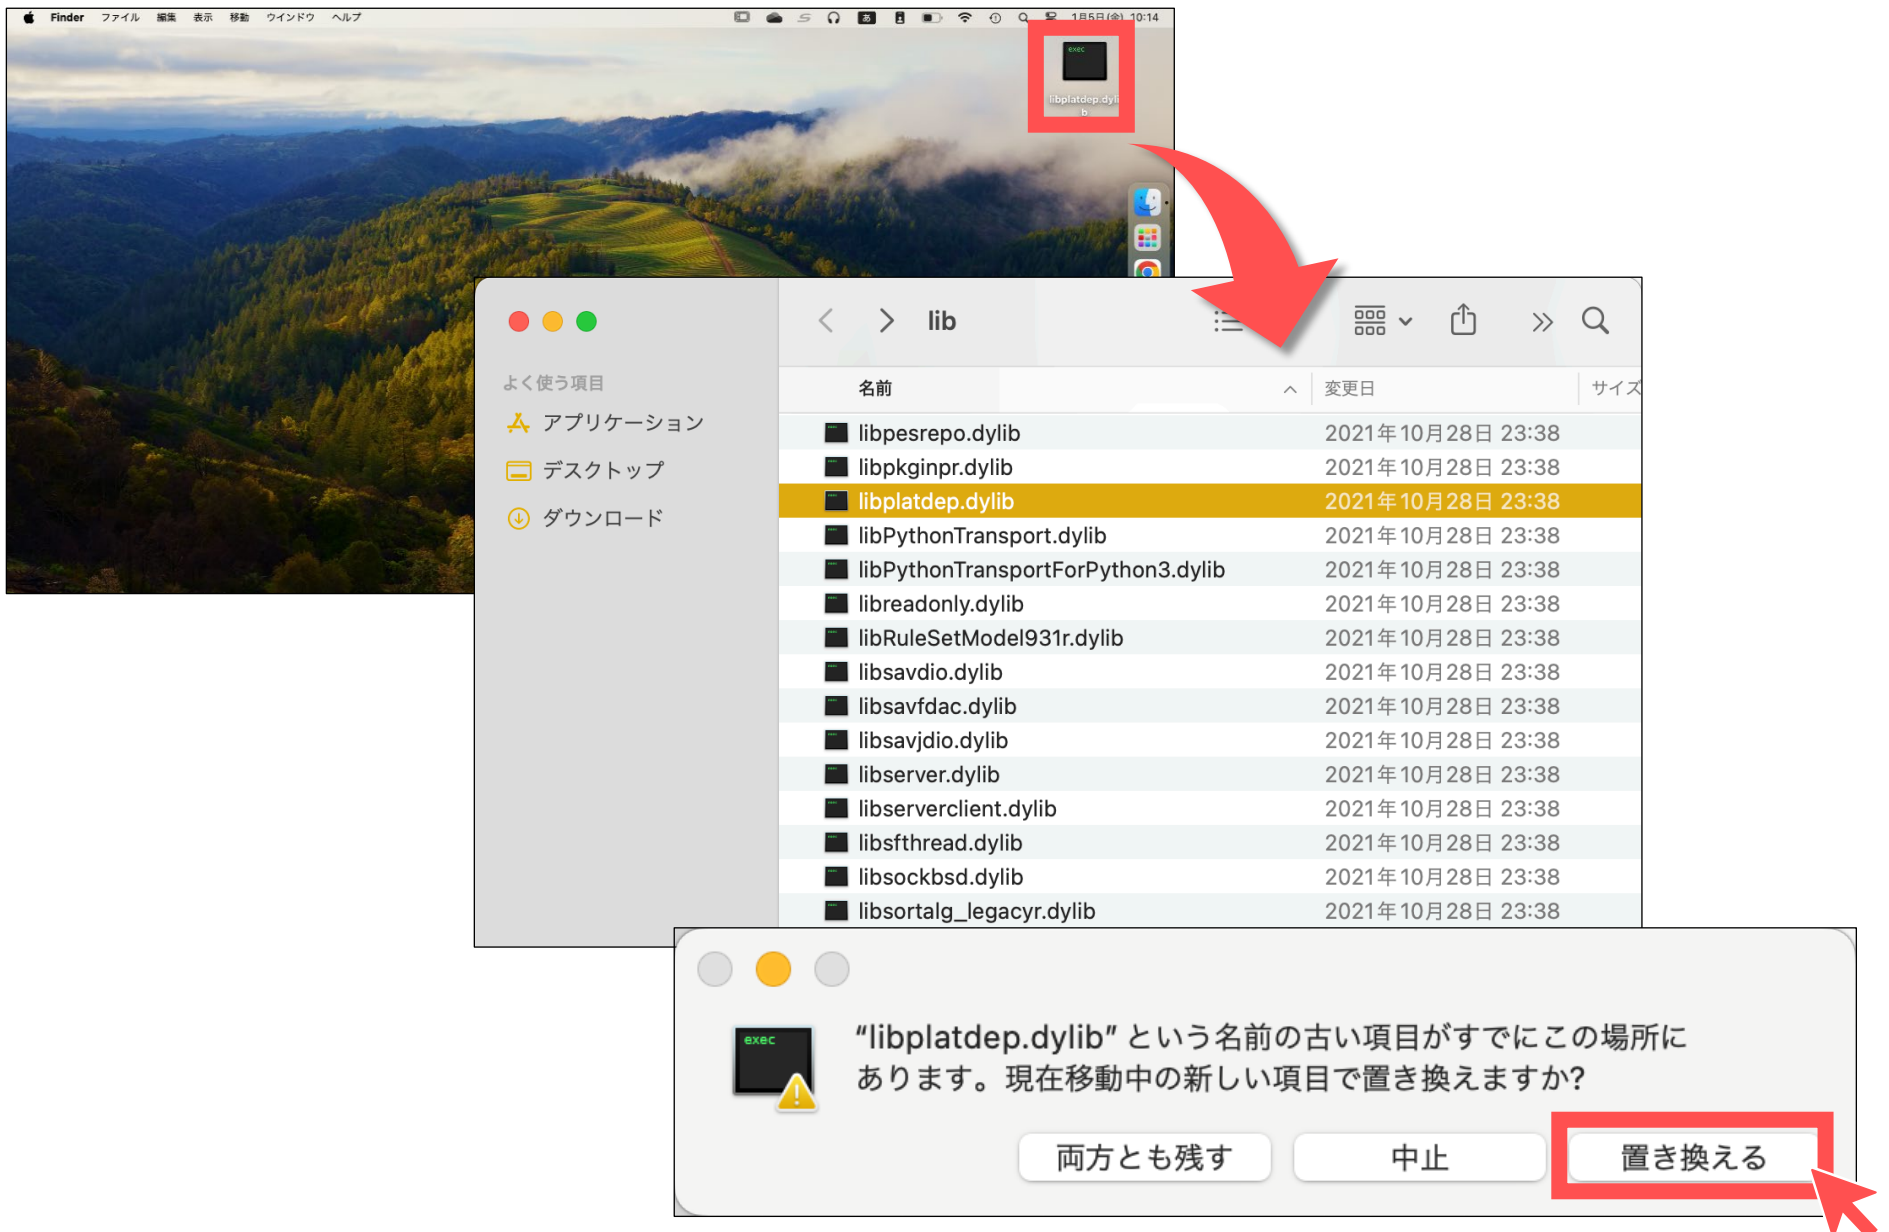 Finder ファイル 編集 表示 移動 ウインドウ ヘルプ
あ
1月5日(金) 10:14
exec
libplatdep.dyli
b
lib
よく使う項目
アプリケーション
デスクトップ
ダウンロード
名前 変更日 サイズ
libpesrepo.dylib 2021年10月28日 23:38
libpkginpr.dylib 2021年10月28日 23:38
libplatdep.dylib 2021年10月28日 23:38
libPythonTransport.dylib 2021年10月28日 23:38
libPythonTransportForPython3.dylib 2021年10月28日 23:38
libreadonly.dylib 2021年10月28日 23:38
libRuleSetModel931r.dylib 2021年10月28日 23:38
libsavdio.dylib 2021年10月28日 23:38
libsavfdac.dylib 2021年10月28日 23:38
libsavjdio.dylib 2021年10月28日 23:38
libserver.dylib 2021年10月28日 23:38
libserverclient.dylib 2021年10月28日 23:38
libsfthread.dylib 2021年10月28日 23:38
libsockbsd.dylib 2021年10月28日 23:38
libsortalg_legacyr.dylib 2021年10月28日 23:38
exec
“libplatdep.dylib” という名前の古い項目がすでにこの場所に
あります。現在移動中の新しい項目で置き換えますか?
両方とも残す 中止 置き換える